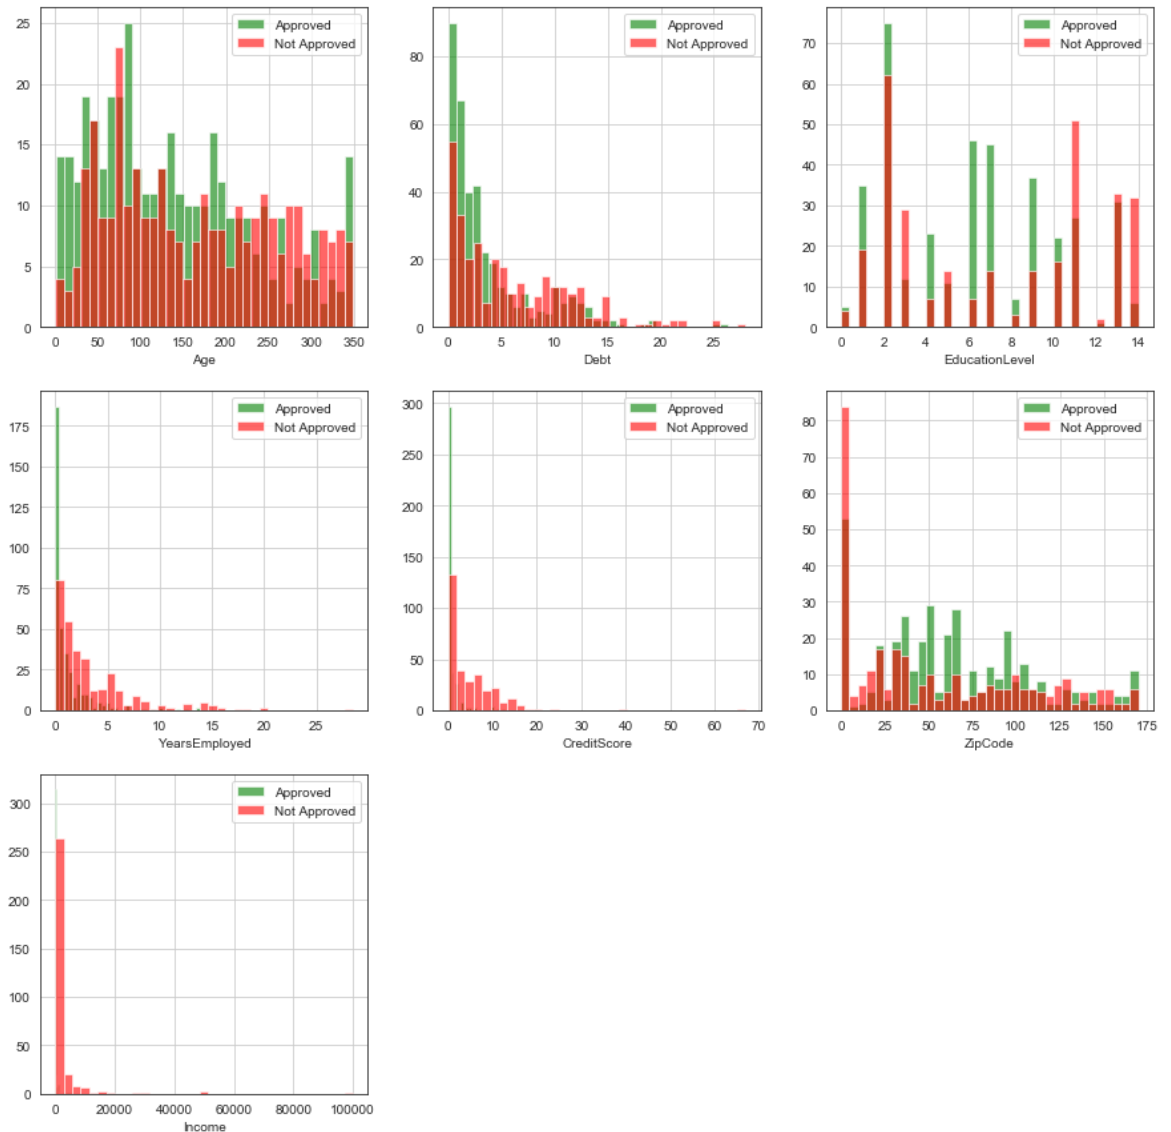 Approved
Not Approved
25
20
15
10
5
0
0 50 100 150 200 250 300 350
Age
Approved
Not Approved
80
60
40
20
0
0 5 10 15 20 25
Debt
Approved
Not Approved
70
60
50
40
30
20
10
0
0 2 4 6 8 10 12 14
EducationLevel
Approved
Not Approved
175
150
125
100
75
50
25
0
0 5 10 15 20 25
YearsEmployed
Approved
Not Approved
300
250
200
150
100
50
0
0 10 20 30 40 50 60 70
CreditScore
Approved
Not Approved
80
70
60
50
40
30
20
10
0
0 25 50 75 100 125 150 175
ZipCode
Approved
Not Approved
300
250
200
150
100
50
0
0 20000 40000 60000 80000 100000
Income